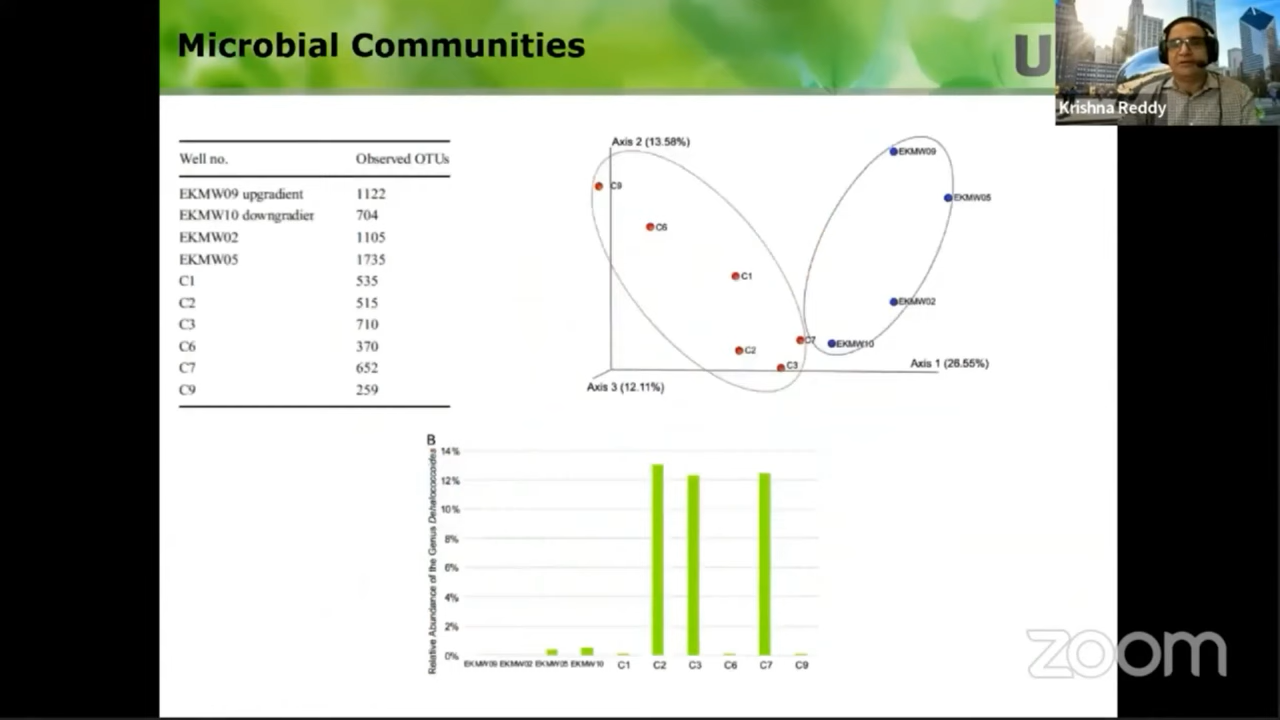 Microbial Communities
U
Krishna Reddy
Well no. Observed OTUs
EKMW09 upgradient 1122
EKMW10 downgradier 704
EKMW02 1105
EKMW05 1735
C1 535
C2 515
C3 710
C6 370
C7 652
C9 259
Axis 2 (13.58%)
EKMW09
C9
EKMW05
C6
C1
EKMW02
C7
EKMW10
C2
C3
Axis 1 (26.55%)
Axis 3 (12.11%)
B
Relative Abundance of the Genus Dehalococcoides
14%
12%
10%
8%
6%
4%
2%
0%
EKMW09 EKMW02 EKMW05 EKMW10 C1 C2 C3 C6 C7 C9
zoom